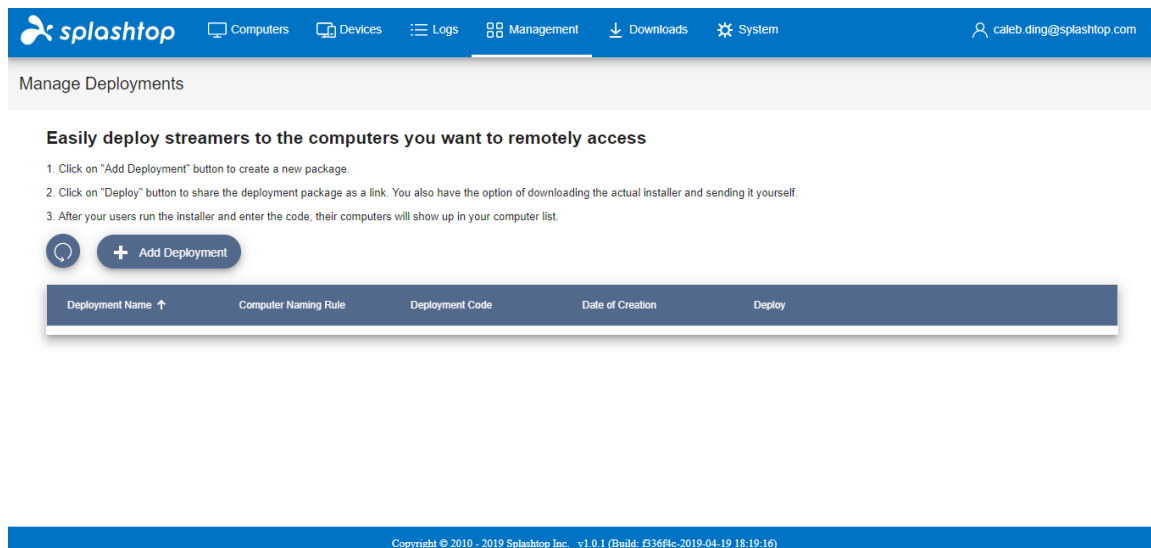 splashtop Computers Devices Logs Management Downloads System caleb.ding@splashtop.com
Manage Deployments
Easily deploy streamers to the computers you want to remotely access
1. Click on "Add Deployment" button to create a new package.
2. Click on "Deploy" button to share the deployment package as a link. You also have the option of downloading the actual installer and sending it yourself.
3. After your users run the installer and enter the code, their computers will show up in your computer list.
Add Deployment
Deployment Name Computer Naming Rule Deployment Code Date of Creation Deploy
Copyright © 2010 - 2019 Splashtop Inc. v1.0.1 (Build: f336f4c-2019-04-19 18:19:16)